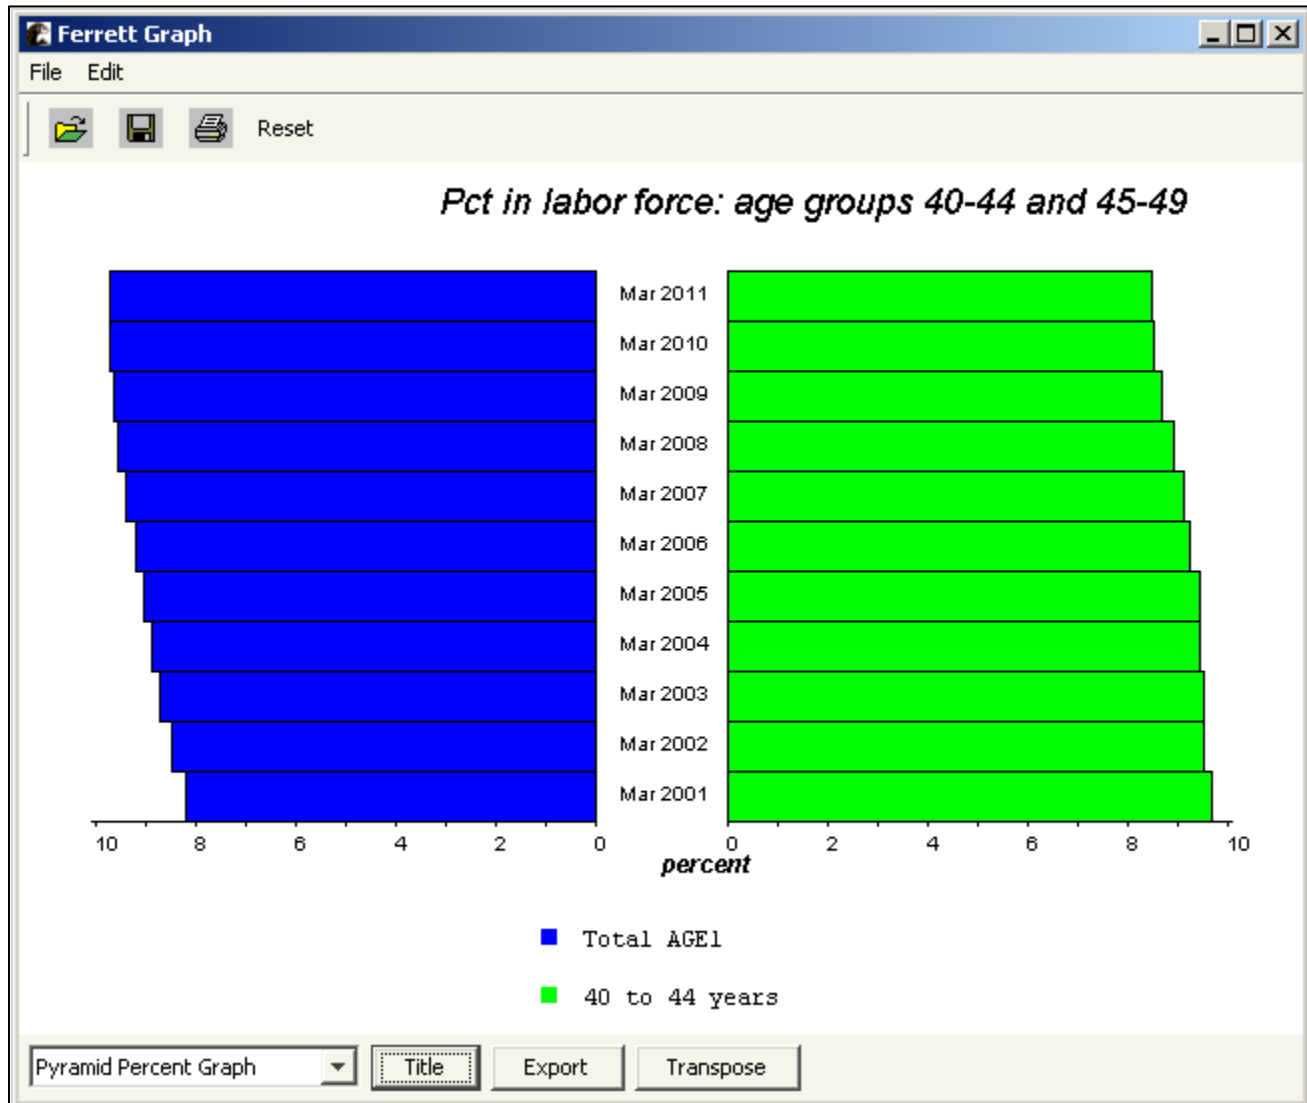 Ferrett Graph
File Edit
Reset
Pct in labor force: age groups 40-44 and 45-49
Mar 2011
Mar 2010
Mar 2009
Mar 2008
Mar 2007
Mar 2006
Mar 2005
Mar 2004
Mar 2003
Mar 2002
Mar 2001
10 8 6 4 2 0 0 2 4 6 8 10
percent
Total AGE1
40 to 44 years
Pyramid Percent Graph Title Export Transpose